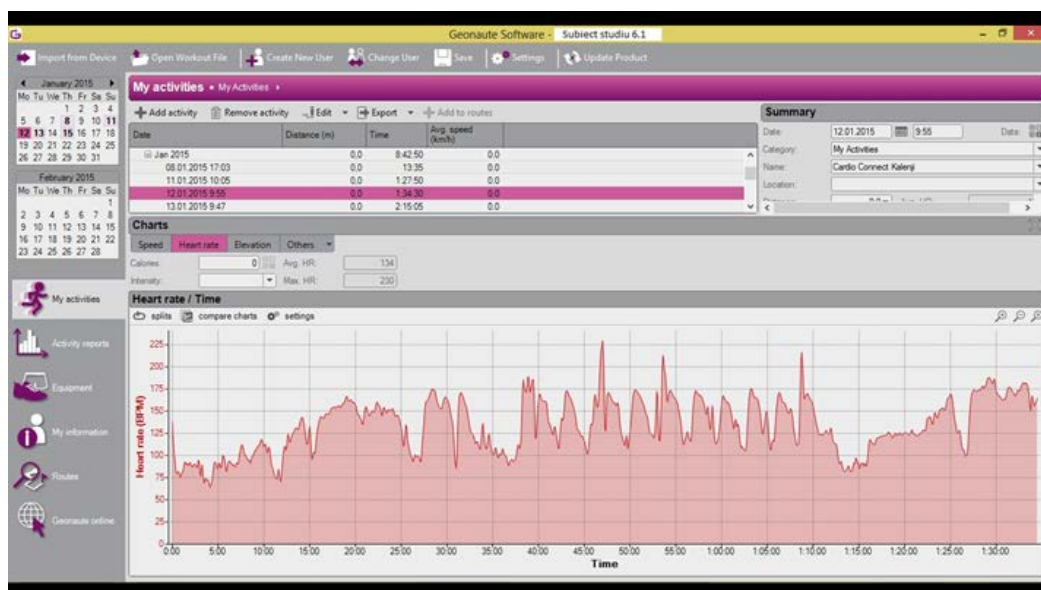 Geonaute Software - Subiect studiu 6.1
Import from Device Open Workout File Create New User Change User Save Settings Update Product
January 2015
Mo Tu We Th Fr Sa Su
1 2 3 4
5 6 7 8 9 10 11
12 13 14 15 16 17 18
19 20 21 22 23 24 25
26 27 28 29 30 31
February 2015
Mo Tu We Th Fr Sa Su
1
2 3 4 5 6 7 8
9 10 11 12 13 14 15
16 17 18 19 20 21 22
23 24 25 26 27 28
My activities
Activity reports
Equipment
My information
Routes
Geonaute online
My activities • My Activities
Add activity Remove activity Edit Export Add to routes
Date Distance (m) Time Avg. speed (km/h)
Jan 2015 0.0 8:42:50 0.0
08.01.2015 17:03 0.0 13:35 0.0
11.01.2015 10:05 0.0 1:27:50 0.0
12.01.2015 9:55 0.0 1:34:30 0.0
13.01.2015 9:47 0.0 2:15:05 0.0
Summary
Date: 12.01.2015 9:55 Date:
Category: My Activities
Name: Cardio Connect Kalenji
Location:
Charts
Speed Heart rate Elevation Others
Calories: 0 Avg. HR: 134
Intensity: Max. HR: 230
Heart rate / Time
splits compare charts settings
Heart rate (BPM)
225
200
175
150
125
100
75
50
25
0
0:00 5:00 10:00 15:00 20:00 25:00 30:00 35:00 40:00 45:00 50:00 55:00 1:00:00 1:05:00 1:10:00 1:15:00 1:20:00 1:25:00 1:30:00
Time